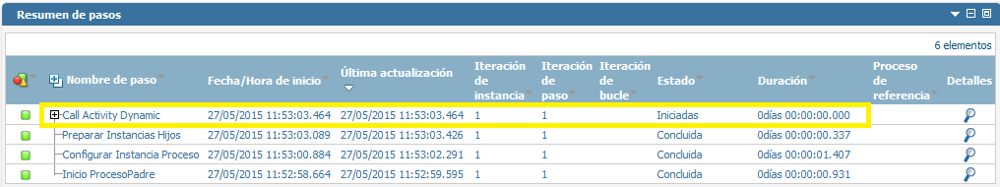 Resumen de pasos
6 elementos
Nombre de paso Fecha/Hora de inicio Última actualización Iteración de instancia Iteración de paso Iteración de bucle Estado Duración Proceso de referencia Detalles
Call Activity Dynamic 27/05/2015 11:53:03.464 27/05/2015 11:53:03.464 1 1 Iniciadas 0días 00:00:00.000
Preparar Instancias Hijos 27/05/2015 11:53:03.089 27/05/2015 11:53:03.426 1 1 Concluida 0días 00:00:00.337
Configurar Instancia Proceso 27/05/2015 11:53:00.884 27/05/2015 11:53:02.291 1 1 Concluida 0días 00:00:01.407
Inicio ProcesoPadre 27/05/2015 11:52:58.664 27/05/2015 11:52:59.595 1 1 Concluida 0días 00:00:00.931